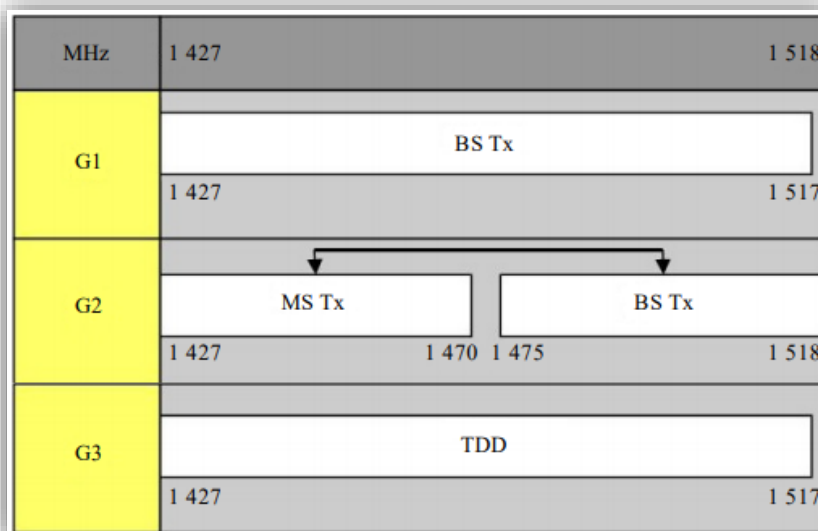 MHz 1 427 1 518
G1 BS Tx
1 427 1 517
G2 MS Tx BS Tx
1 427 1 470 1 475 1 518
G3 TDD
1 427 1 517